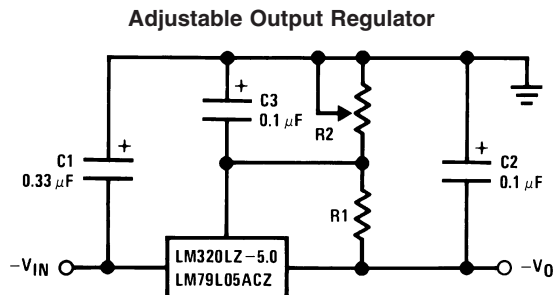 Adjustable Output Regulator
+
C3
0.1 μF
R2
+
C1
0.33 μF
+
C2
0.1 μF
R1
−VIN
LM320LZ−5.0
LM79L05ACZ
−VO